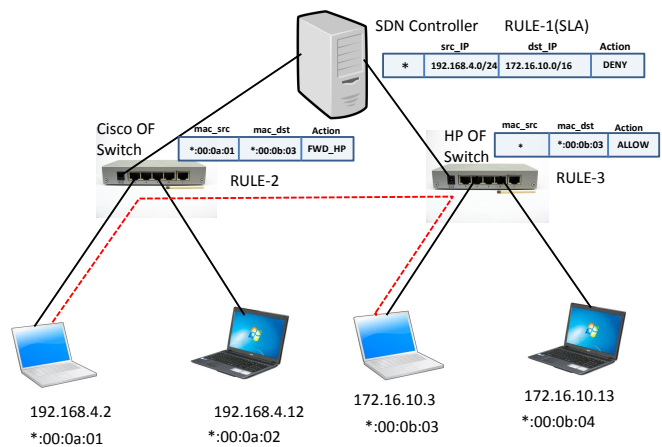 SDN Controller RULE-1(SLA)
src_IP dst_IP Action
* 192.168.4.0/24 172.16.10.0/16 DENY
Cisco OF
Switch
mac_src mac_dst Action
*:00:0a:01 *:00:0b:03 FWD_HP
RULE-2
HP OF
Switch
mac_src mac_dst Action
* *:00:0b:03 ALLOW
RULE-3
192.168.4.2
*:00:0a:01
192.168.4.12
*:00:0a:02
172.16.10.3
*:00:0b:03
172.16.10.13
*:00:0b:04